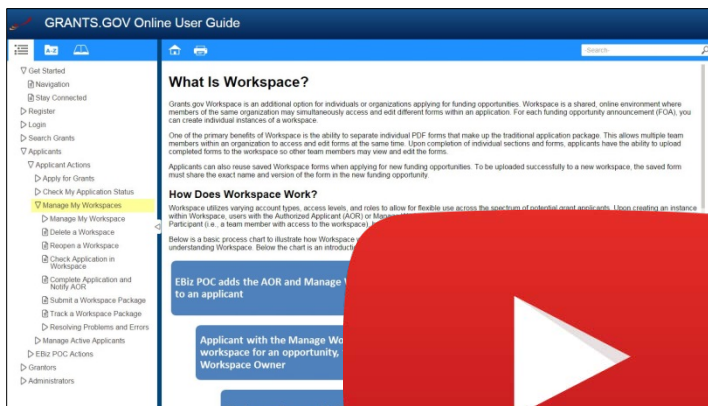 GRANTS.GOV Online User Guide
A-Z
-Search-
Get Started
Navigation
Stay Connected
Register
Login
Search Grants
Applicants
Applicant Actions
Apply for Grants
Check My Application Status
Manage My Workspaces
Manage My Workspace
Delete a Workspace
Reopen a Workspace
Check Application in
Workspace
Complete Application and
Notify AOR
Submit a Workspace Package
Track a Workspace Package
Resolving Problems and Errors
Manage Active Applicants
EBiz POC Actions
Grantors
Administrators
What Is Workspace?
Grants.gov Workspace is an additional option for individuals or organizations applying for funding opportunities. Workspace is a shared, online environment where
members of the same organization may simultaneously access and edit different forms within an application. For each funding opportunity announcement (FOA), you
can create individual instances of a workspace.
One of the primary benefits of Workspace is the ability to separate individual PDF forms that make up the traditional application package. This allows multiple team
members within an organization to access and edit forms at the same time. Upon completion of individual sections and forms, applicants have the ability to upload
completed forms to the workspace so other team members may view and edit the forms.
Applicants can also reuse saved Workspace forms when applying for new funding opportunities. To be uploaded successfully to a new workspace, the saved form
must share the exact name and version of the form in the new funding opportunity.
How Does Workspace Work?
Workspace utilizes varying account types, access levels, and roles to allow for flexible use across the spectrum of potential grant applicants. Upon creating an instance
within Workspace, users with the Authorized Applicant (AOR) or Manage
Participant (i.e., a team member with access to the workspace),
Below is a basic process chart to illustrate how Workspace
understanding Workspace. Below the chart is an introduction
EBiz POC adds the AOR and Manage
to an applicant
Applicant with the Manage
workspace for an opportunity,
Workspace Owner